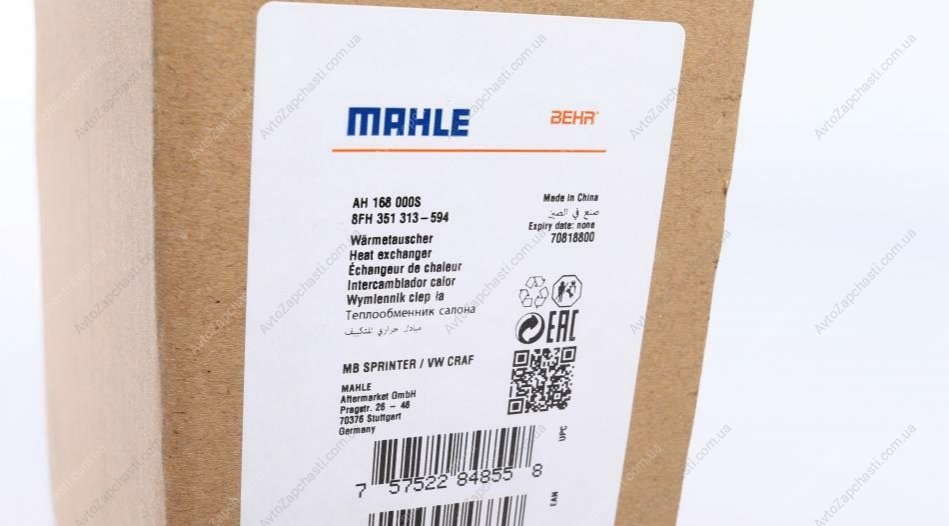 MAHLE
BEHR®
AH 168 000S
8FH 351 313-594
Wärmetauscher
Heat exchanger
Échangeur de chaleur
Intercambiador calor
Wymiennik ciep ła
Теплообменник салона
مبادل حراري للتكييف
Made in China
صنع في الصين
Expiry date: none
70818800
EAC
MB SPRINTER / VW CRAF
MAHLE
Aftermarket GmbH
Pragstr. 26 - 46
70376 Stuttgart
Germany
UPC
7 57522 84855 8
EAN
AvtoZapchasti.com.ua